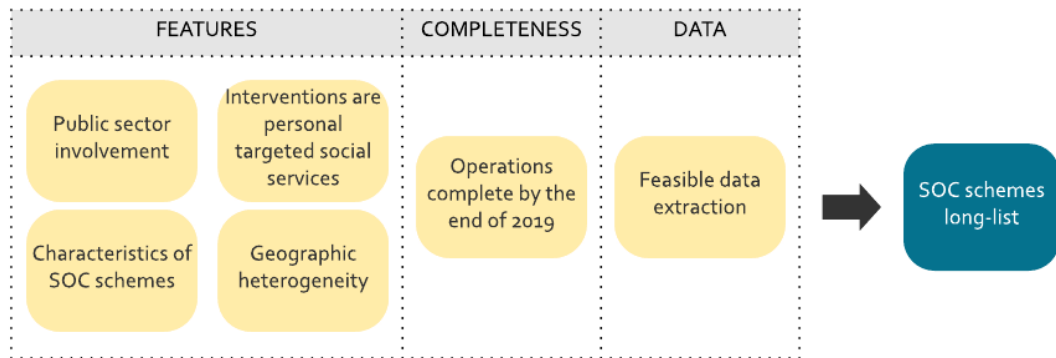 FEATURES
COMPLETENESS
DATA
Public sector
involvement
Interventions are
personal
targeted social
services
Characteristics of
SOC schemes
Geographic
heterogeneity
Operations
complete by the
end of 2019
Feasible data
extraction
SOC schemes
long-list